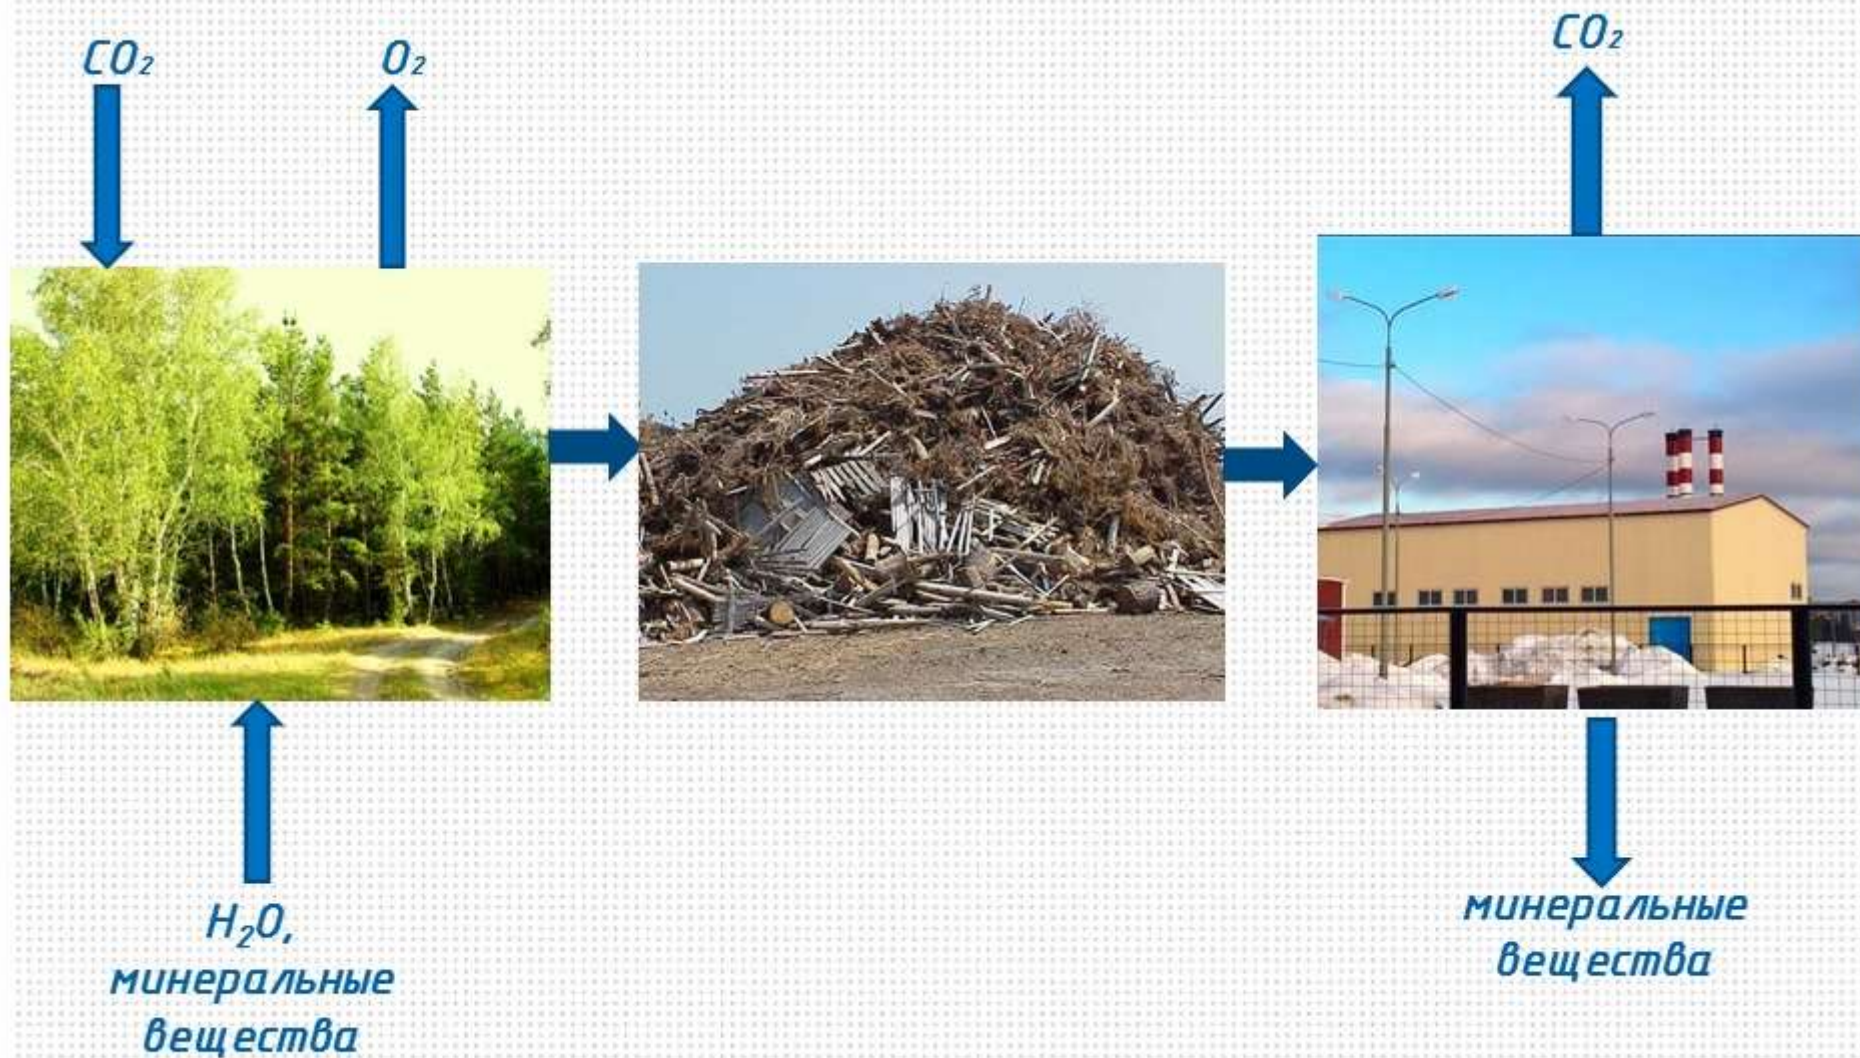 CO₂
O₂
CO₂
H₂O,
минеральные
вещества
минеральные
вещества